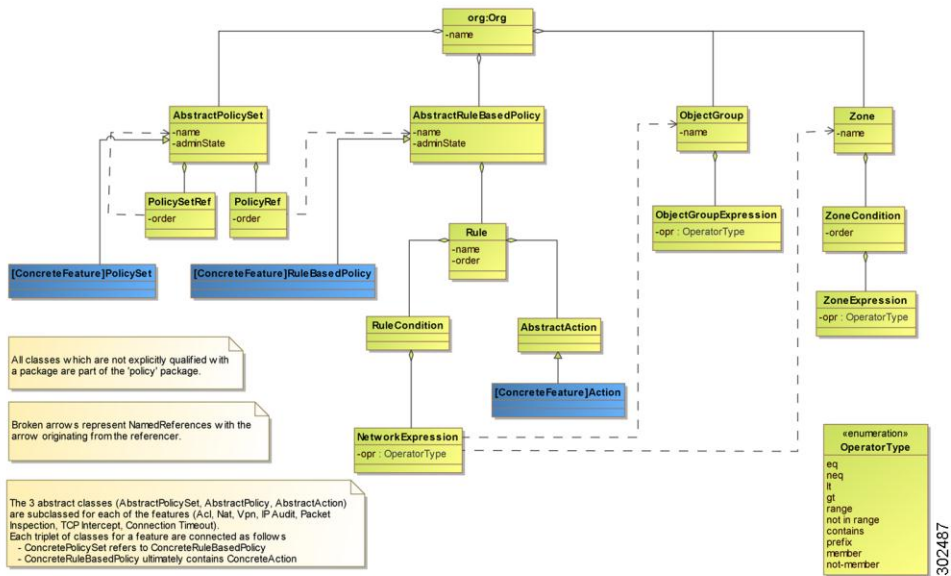 org:Org
-name
AbstractPolicySet
-name
-adminState
AbstractRuleBasedPolicy
-name
-adminState
ObjectGroup
-name
Zone
-name
PolicySetRef
-order
PolicyRef
-order
ObjectGroupExpression
-opr : OperatorType
ZoneCondition
-order
Rule
-name
-order
[ConcreteFeature]PolicySet
[ConcreteFeature]RuleBasedPolicy
ZoneExpression
-opr : OperatorType
RuleCondition
AbstractAction
[ConcreteFeature]Action
All classes which are not explicitly qualified with
a package are part of the 'policy' package.
Broken arrows represent NamedReferences with the
arrow originating from the referencer.
NetworkExpression
-opr : OperatorType
The 3 abstract classes (AbstractPolicySet, AbstractPolicy, AbstractAction)
are subclassed for each of the features (Acl, Nat, Vpn, IP Audit, Packet
Inspection, TCP Intercept, Connection Timeout).
Each triplet of classes for a feature are connected as follows
- ConcretePolicySet refers to ConcreteRuleBasedPolicy
- ConcreteRuleBasedPolicy ultimately contains ConcreteAction
«enumeration»
OperatorType
eq
neq
lt
gt
range
not in range
contains
prefix
member
not-member
302487